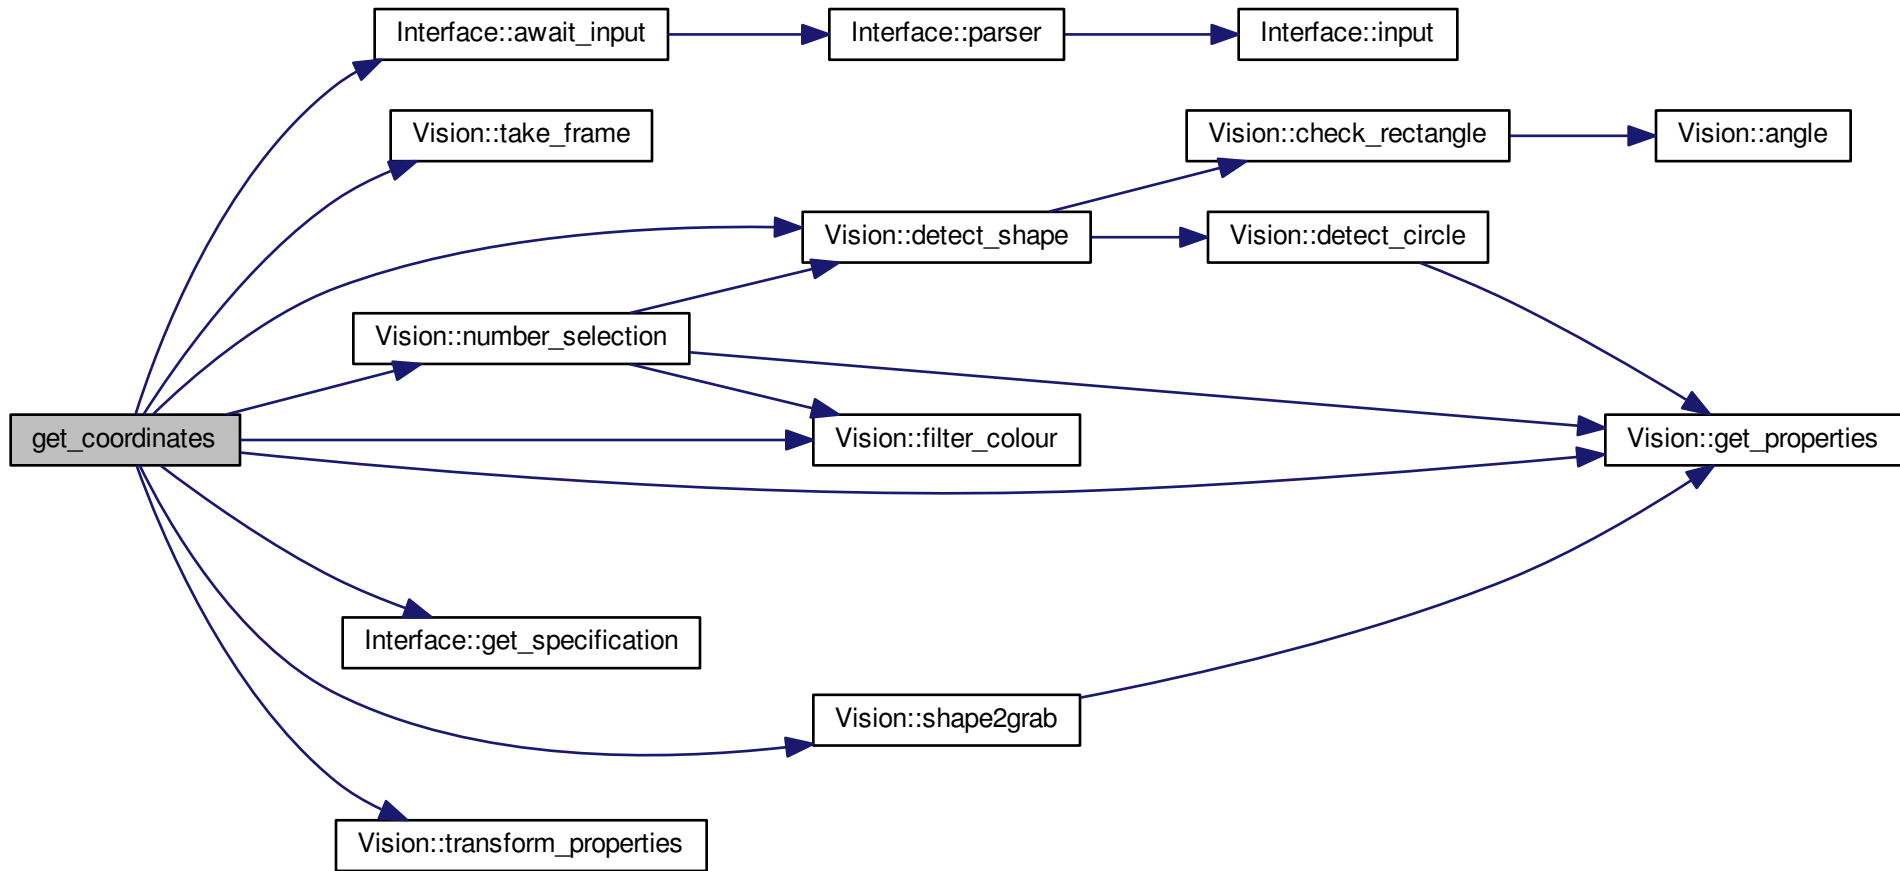 Interface::await_input
Interface::parser
Interface::input
Vision::take_frame
Vision::check_rectangle
Vision::angle
Vision::detect_shape
Vision::detect_circle
Vision::number_selection
get_coordinates
Vision::filter_colour
Vision::get_properties
Interface::get_specification
Vision::shape2grab
Vision::transform_properties